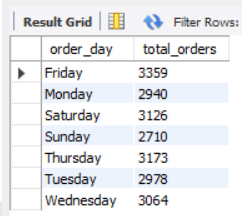 Result Grid Filter Rows:
order_day total_orders
Friday 3359
Monday 2940
Saturday 3126
Sunday 2710
Thursday 3173
Tuesday 2978
Wednesday 3064